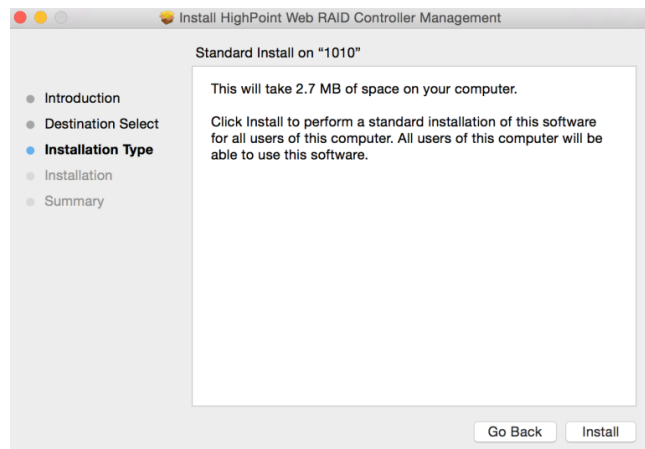 Install HighPoint Web RAID Controller Management
Standard Install on “1010”
Introduction
Destination Select
Installation Type
Installation
Summary
This will take 2.7 MB of space on your computer.
Click Install to perform a standard installation of this software
for all users of this computer. All users of this computer will be
able to use this software.
Go Back
Install